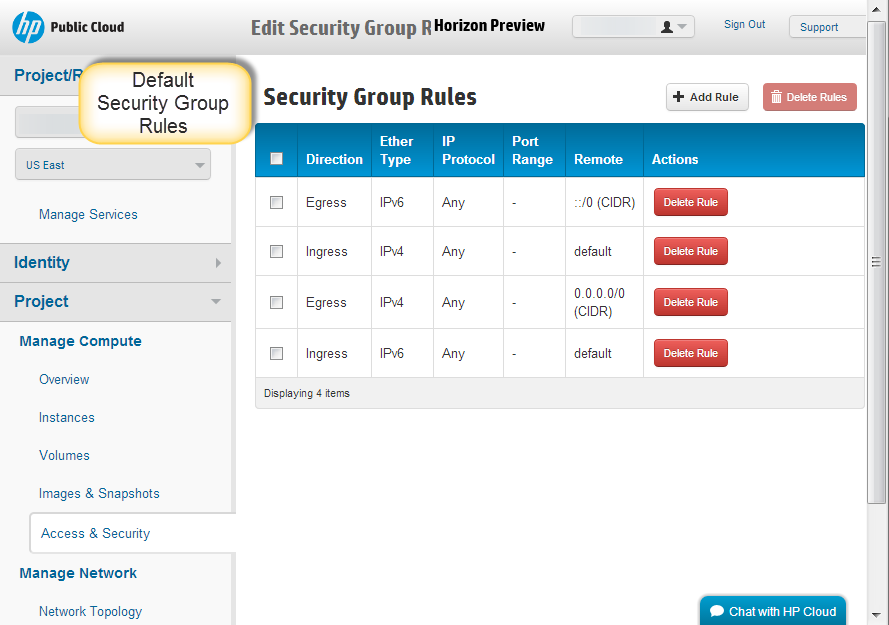 hp Public Cloud
Edit Security Group R
Horizon Preview
Sign Out
Support
Project/R
Default
Security Group
Rules
US East
Manage Services
Identity
Project
Manage Compute
Overview
Instances
Volumes
Images & Snapshots
Access & Security
Manage Network
Network Topology
Security Group Rules
+ Add Rule
Delete Rules
Direction Ether Type IP Protocol Port Range Remote Actions
Egress IPv6 Any - ::/0 (CIDR) Delete Rule
Ingress IPv4 Any - default Delete Rule
Egress IPv4 Any - 0.0.0.0/0 (CIDR) Delete Rule
Ingress IPv6 Any - default Delete Rule
Displaying 4 items
Chat with HP Cloud